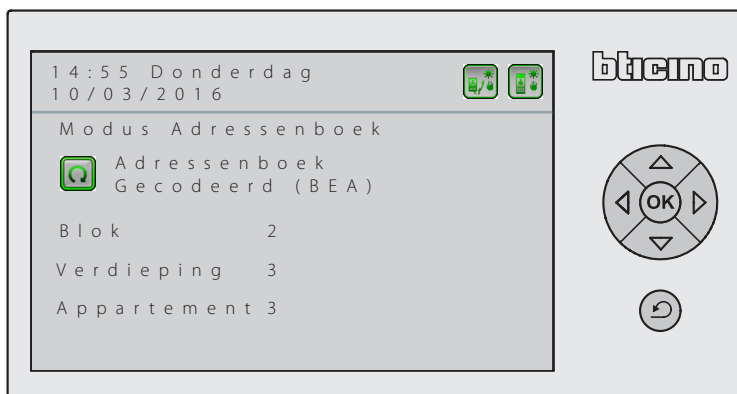 14:55 Donderdag
10/03/2016
bticino
Modus Adressenboek
Adressenboek
Gecodeerd (BEA)
Blok 2
Verdieping 3
Appartement 3
OK